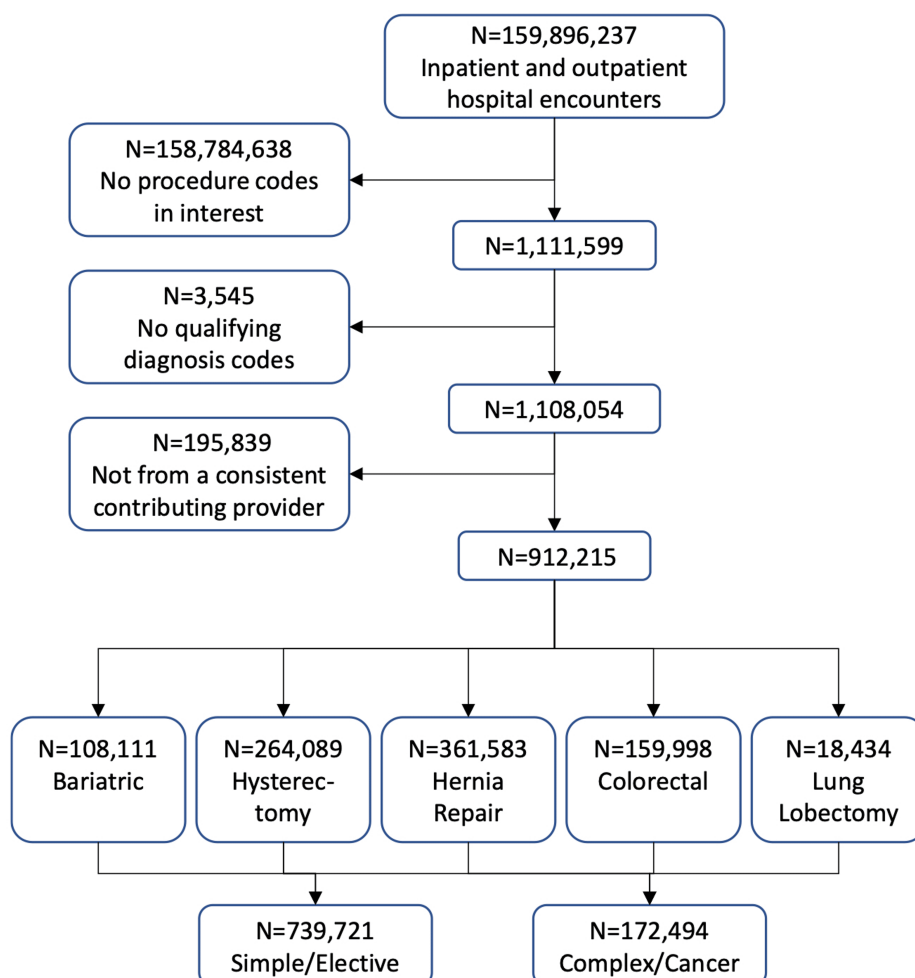 N=159,896,237
Inpatient and outpatient
hospital encounters
N=158,784,638
No procedure codes
in interest
N=1,111,599
N=3,545
No qualifying
diagnosis codes
N=1,108,054
N=195,839
Not from a consistent
contributing provider
N=912,215
N=108,111
Bariatric
N=264,089
Hysterec-
tomy
N=361,583
Hernia
Repair
N=159,998
Colorectal
N=18,434
Lung
Lobectomy
N=739,721
Simple/Elective
N=172,494
Complex/Cancer